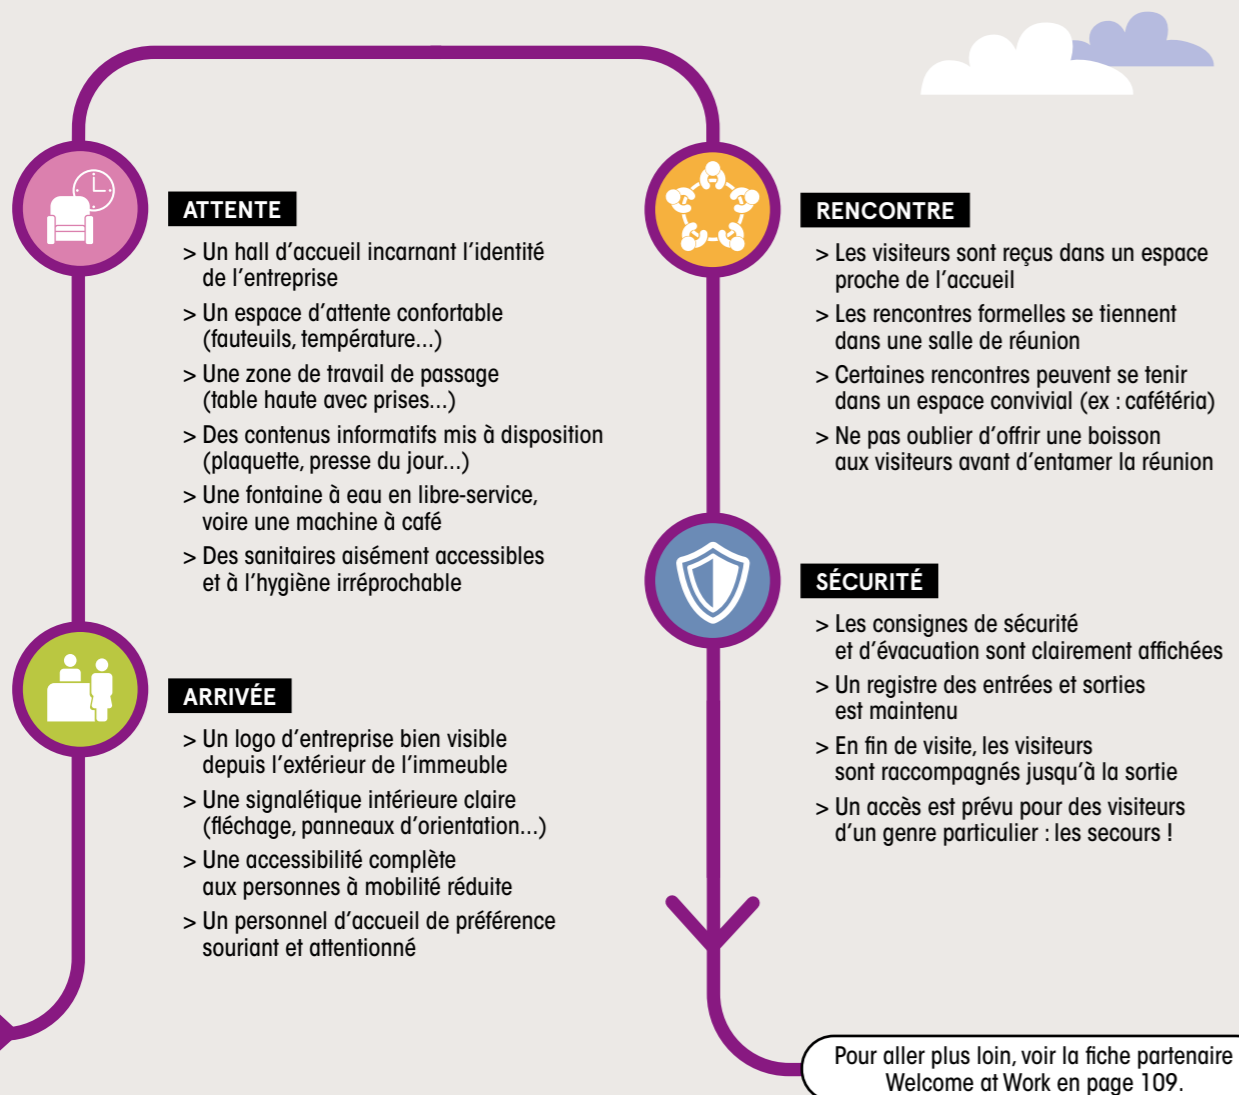 ATTENTE
> Un hall d'accueil incarnant l'identité
de l'entreprise
> Un espace d'attente confortable
(fauteuils, température...)
> Une zone de travail de passage
(table haute avec prises...)
> Des contenus informatifs mis à disposition
(plaquette, presse du jour...)
> Une fontaine à eau en libre-service,
voire une machine à café
> Des sanitaires aisément accessibles
et à l'hygiène irréprochable
ARRIVÉE
> Un logo d'entreprise bien visible
depuis l'extérieur de l'immeuble
> Une signalétique intérieure claire
(fléchage, panneaux d'orientation...)
> Une accessibilité complète
aux personnes à mobilité réduite
> Un personnel d'accueil de préférence
souriant et attentionné
RENCONTRE
> Les visiteurs sont reçus dans un espace
proche de l'accueil
> Les rencontres formelles se tiennent
dans une salle de réunion
> Certaines rencontres peuvent se tenir
dans un espace convivial (ex : cafétéria)
> Ne pas oublier d'offrir une boisson
aux visiteurs avant d'entamer la réunion
SÉCURITÉ
> Les consignes de sécurité
et d'évacuation sont clairement affichées
> Un registre des entrées et sorties
est maintenu
> En fin de visite, les visiteurs
sont raccompagnés jusqu'à la sortie
> Un accès est prévu pour des visiteurs
d'un genre particulier : les secours !
Pour aller plus loin, voir la fiche partenaire
Welcome at Work en page 109.